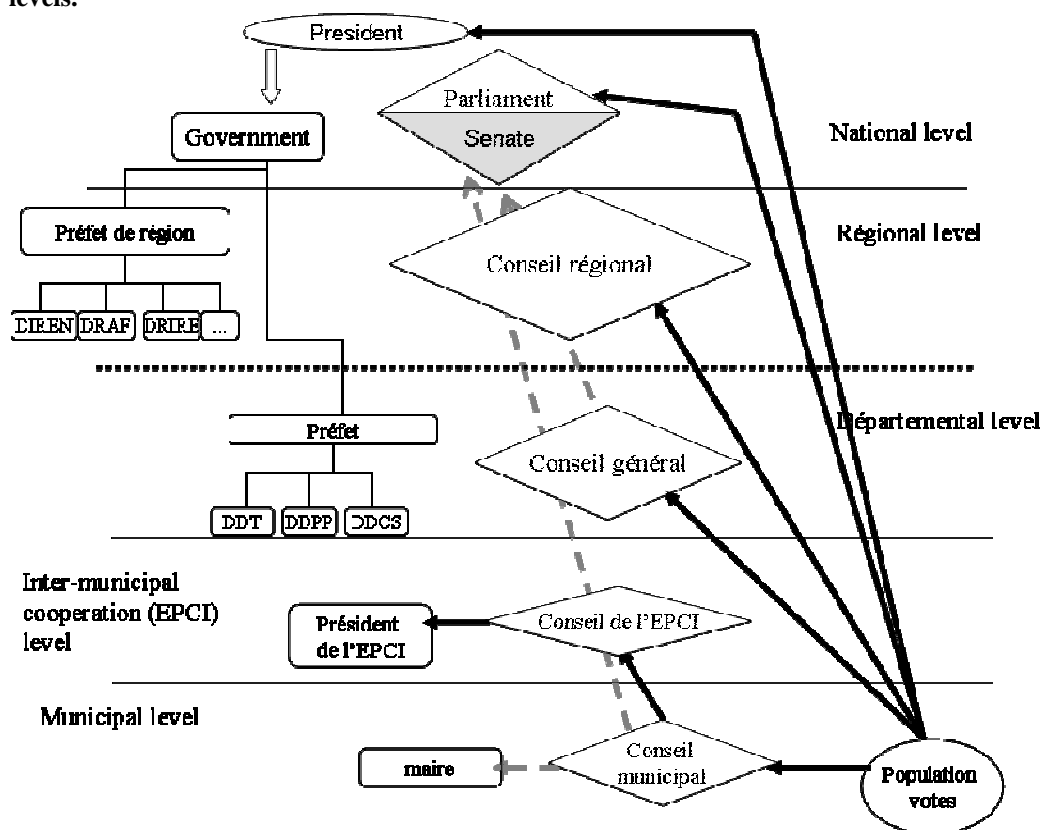 levels.
President
Parliament
Senate
Government
National level
Préfet de région
Conseil régional
Régional level
DIREN DRAF DRIRE ...
Départemental level
Préfet
Conseil général
DDT DDPP DDCS
Inter-municipal
cooperation (EPCI)
level
Président
de l'EPCI
Conseil de l'EPCI
Municipal level
maire
Conseil
municipal
Population
votes